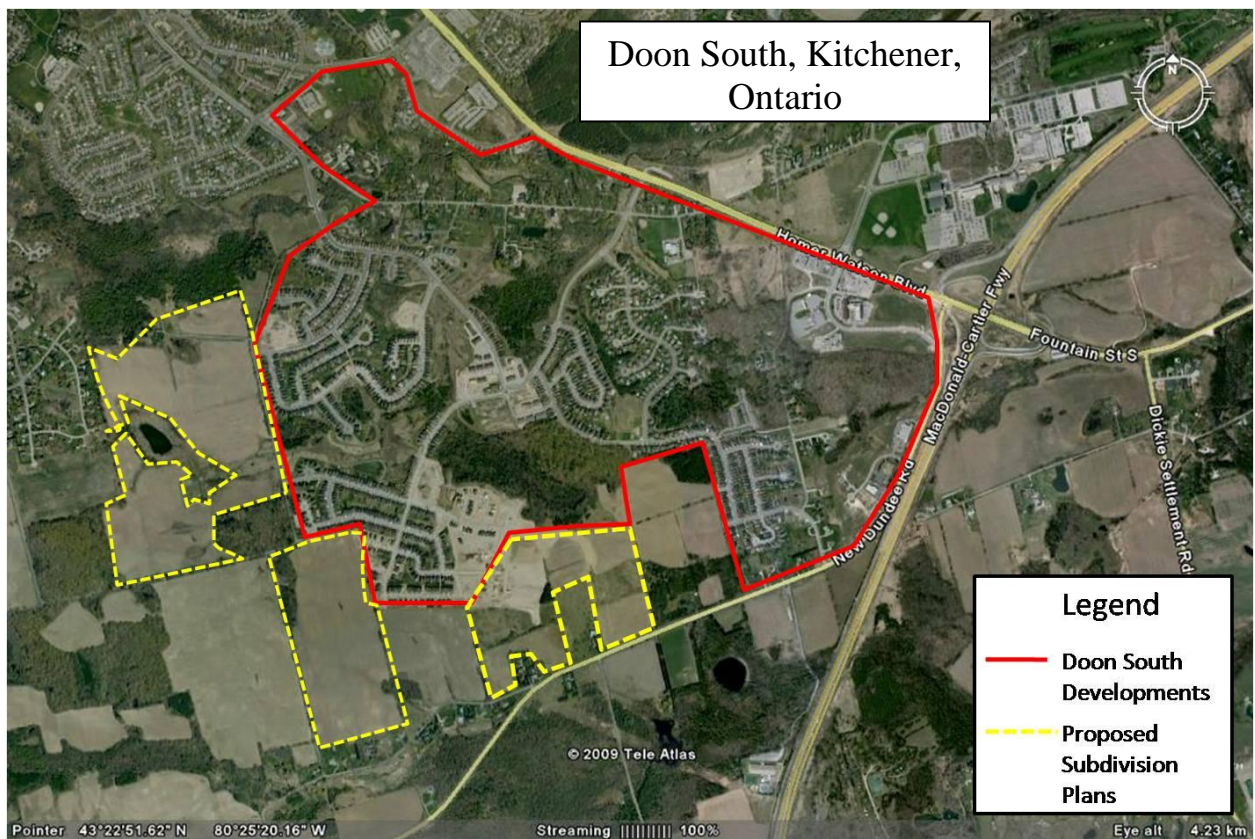 Doon South, Kitchener,
Ontario
N
Homer Watson Blvd
Fountain St S
MacDonald-Cartier Fwy
Dickie Settlement Rd
New Dundee Rd
Legend
Doon South
Developments
Proposed
Subdivision
Plans
© 2009 Tele Atlas
Pointer 43°22'51.62" N 80°25'20.16" W Streaming |||||||||| 100% Eye alt 4.23 km